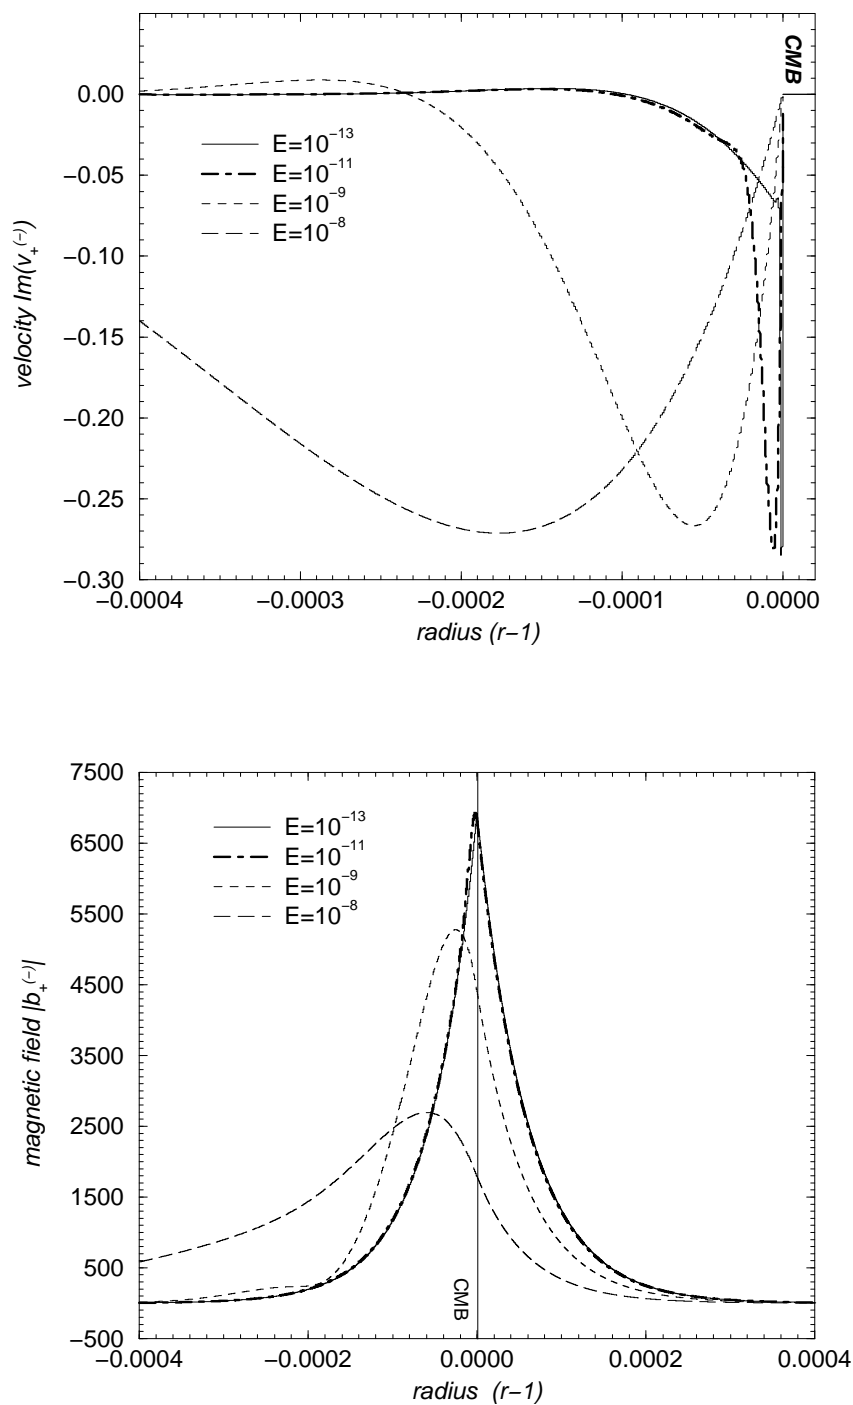 CMB
0.00
E=10⁻¹³
E=10⁻¹¹
E=10⁻⁹
E=10⁻⁸
−0.05
−0.10
−0.15
−0.20
−0.25
−0.30
velocity Im(v₊⁽⁻⁾)
−0.0004 −0.0003 −0.0002 −0.0001 0.0000
radius (r−1)
7500
6500
5500
4500
3500
2500
1500
500
−500
magnetic field |b₊⁽⁻⁾|
E=10⁻¹³
E=10⁻¹¹
E=10⁻⁹
E=10⁻⁸
CMB
−0.0004 −0.0002 0.0000 0.0002 0.0004
radius (r−1)